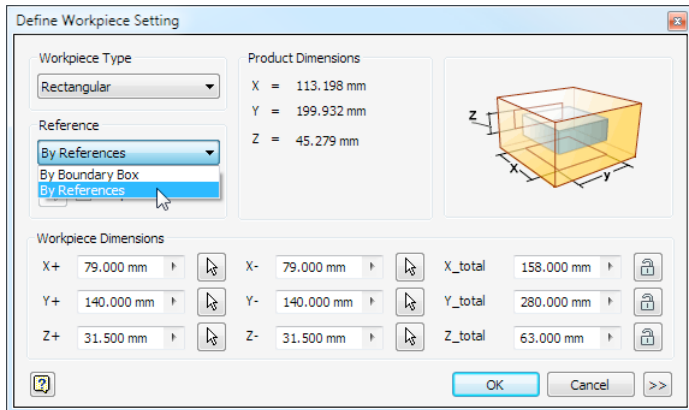 Define Workpiece Setting
Workpiece Type
Rectangular
Reference
By References
By Boundary Box
By References
Product Dimensions
X = 113.198 mm
Y = 199.932 mm
Z = 45.279 mm
Z
X
y
Workpiece Dimensions
X+ 79.000 mm X- 79.000 mm X_total 158.000 mm
Y+ 140.000 mm Y- 140.000 mm Y_total 280.000 mm
Z+ 31.500 mm Z- 31.500 mm Z_total 63.000 mm
? OK Cancel >>